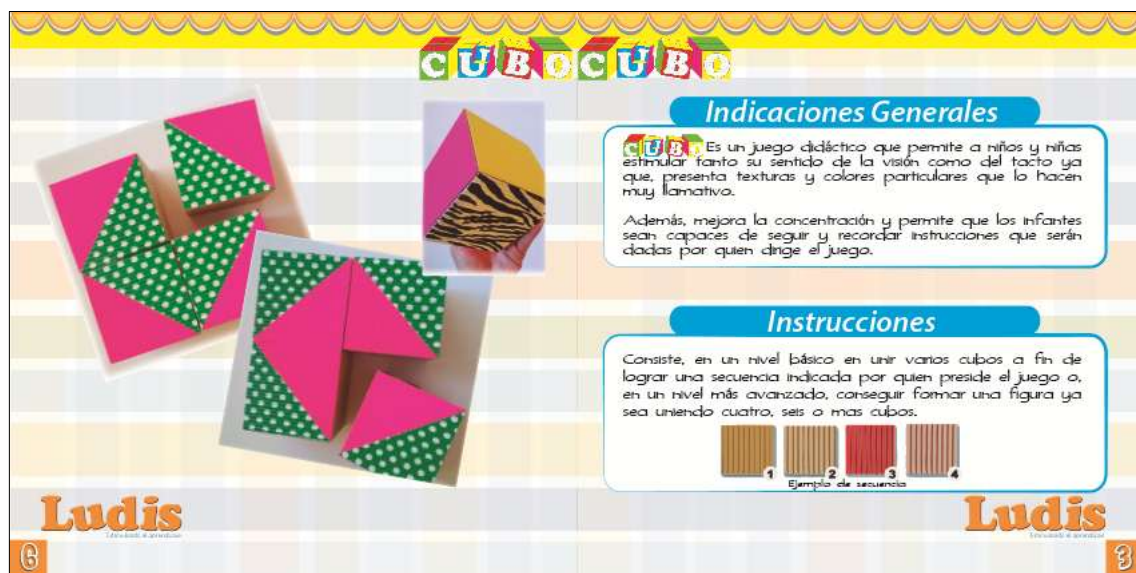 CUBO CUBO
Indicaciones Generales
CUBO Es un juego didáctico que permite a niños y niñas
estimular tanto su sentido de la visión como del tacto ya
que, presenta texturas y colores particulares que lo hacen
muy llamativo.
Además, mejora la concentración y permite que los infantes
sean capaces de seguir y recordar instrucciones que serán
dadas por quien dirige el juego.
Instrucciones
Consiste, en un nivel básico en unir varios cubos a fin de
lograr una secuencia indicada por quien preside el juego o,
en un nivel más avanzado, conseguir formar una figura ya
sea uniendo cuatro, seis o mas cubos.
1 2 3 4
Ejemplo de secuencia
Ludis
Ludis
6
3